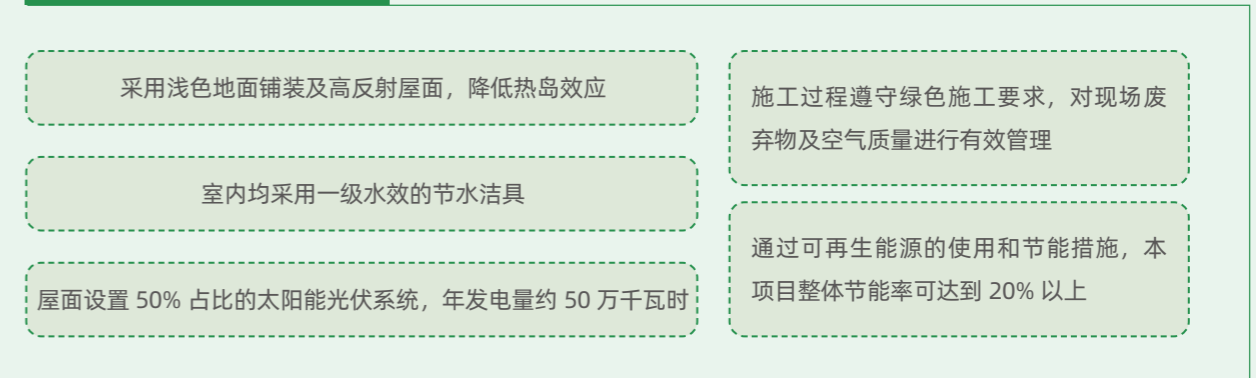 采用浅色地面铺装及高反射屋面，降低热岛效应
室内均采用一级水效的节水洁具
屋面设置 50% 占比的太阳能光伏系统，年发电量约 50 万千瓦时
施工过程遵守绿色施工要求，对现场废
弃物及空气质量进行有效管理
通过可再生能源的使用和节能措施，本
项目整体节能率可达到 20% 以上